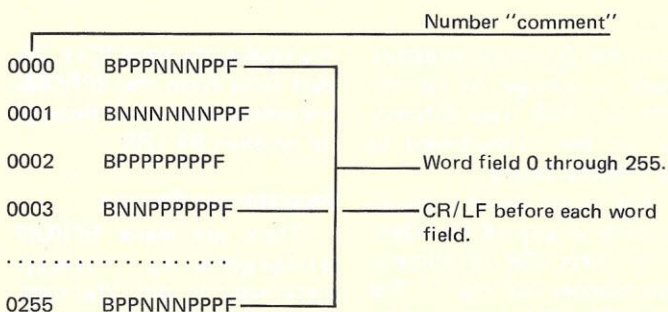 Number "comment"
0000 BPPPNNNPPF
0001 BNNNNNNPPF
0002 BPPPPPPPPF
Word field 0 through 255.
0003 BNNPPPPPPF
CR/LF before each word
field.
...................
0255 BPPNNNPPPF